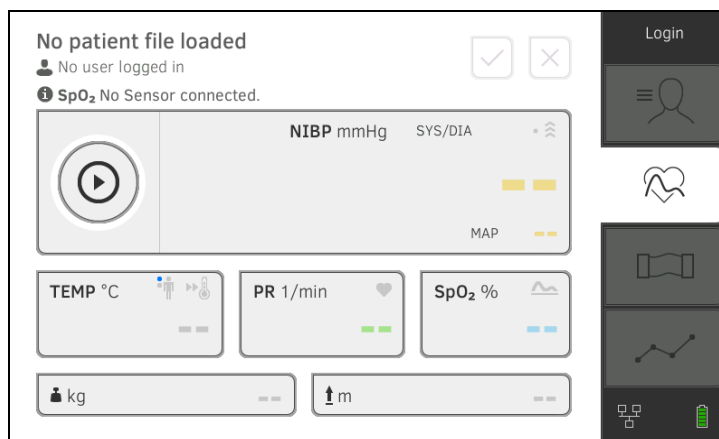 No patient file loaded
No user logged in
SpO₂ No Sensor connected.
Login
NIBP mmHg SYS/DIA
-- --
MAP --
TEMP °C
--
PR 1/min
--
SpO₂ %
--
kg --
m --